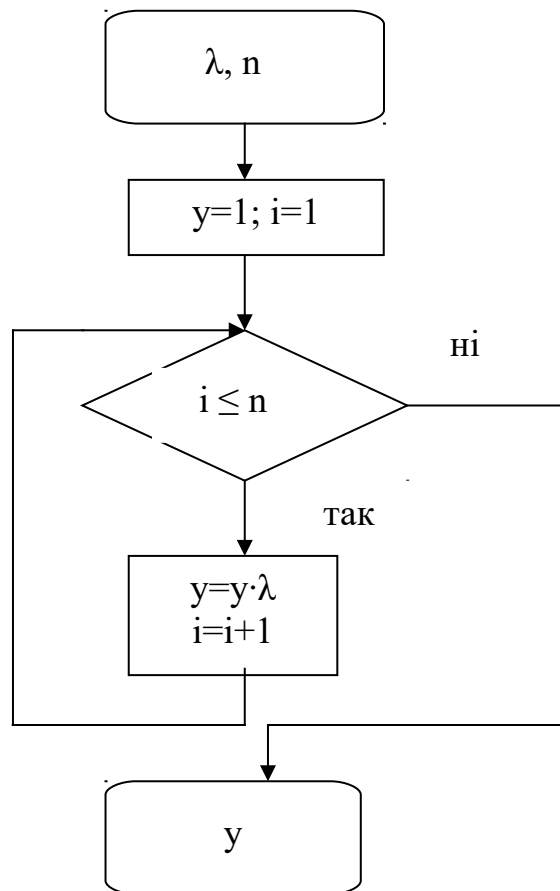 λ, n
y=1; i=1
ні
i ≤ n
так
y=y·λ
i=i+1
y